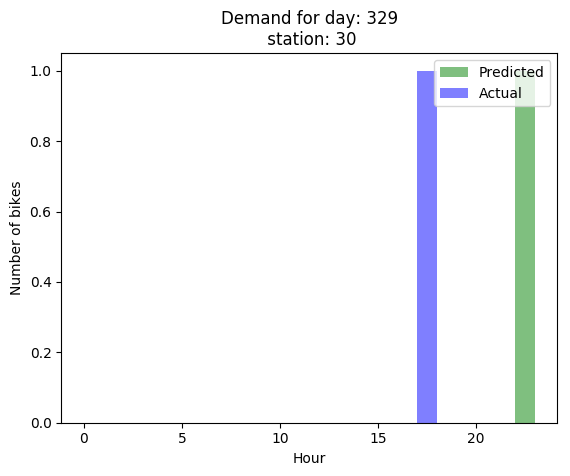 Demand for day: 329
station: 30
Predicted
Actual
Number of bikes
1.0
0.8
0.6
0.4
0.2
0.0
0
5
10
15
20
Hour